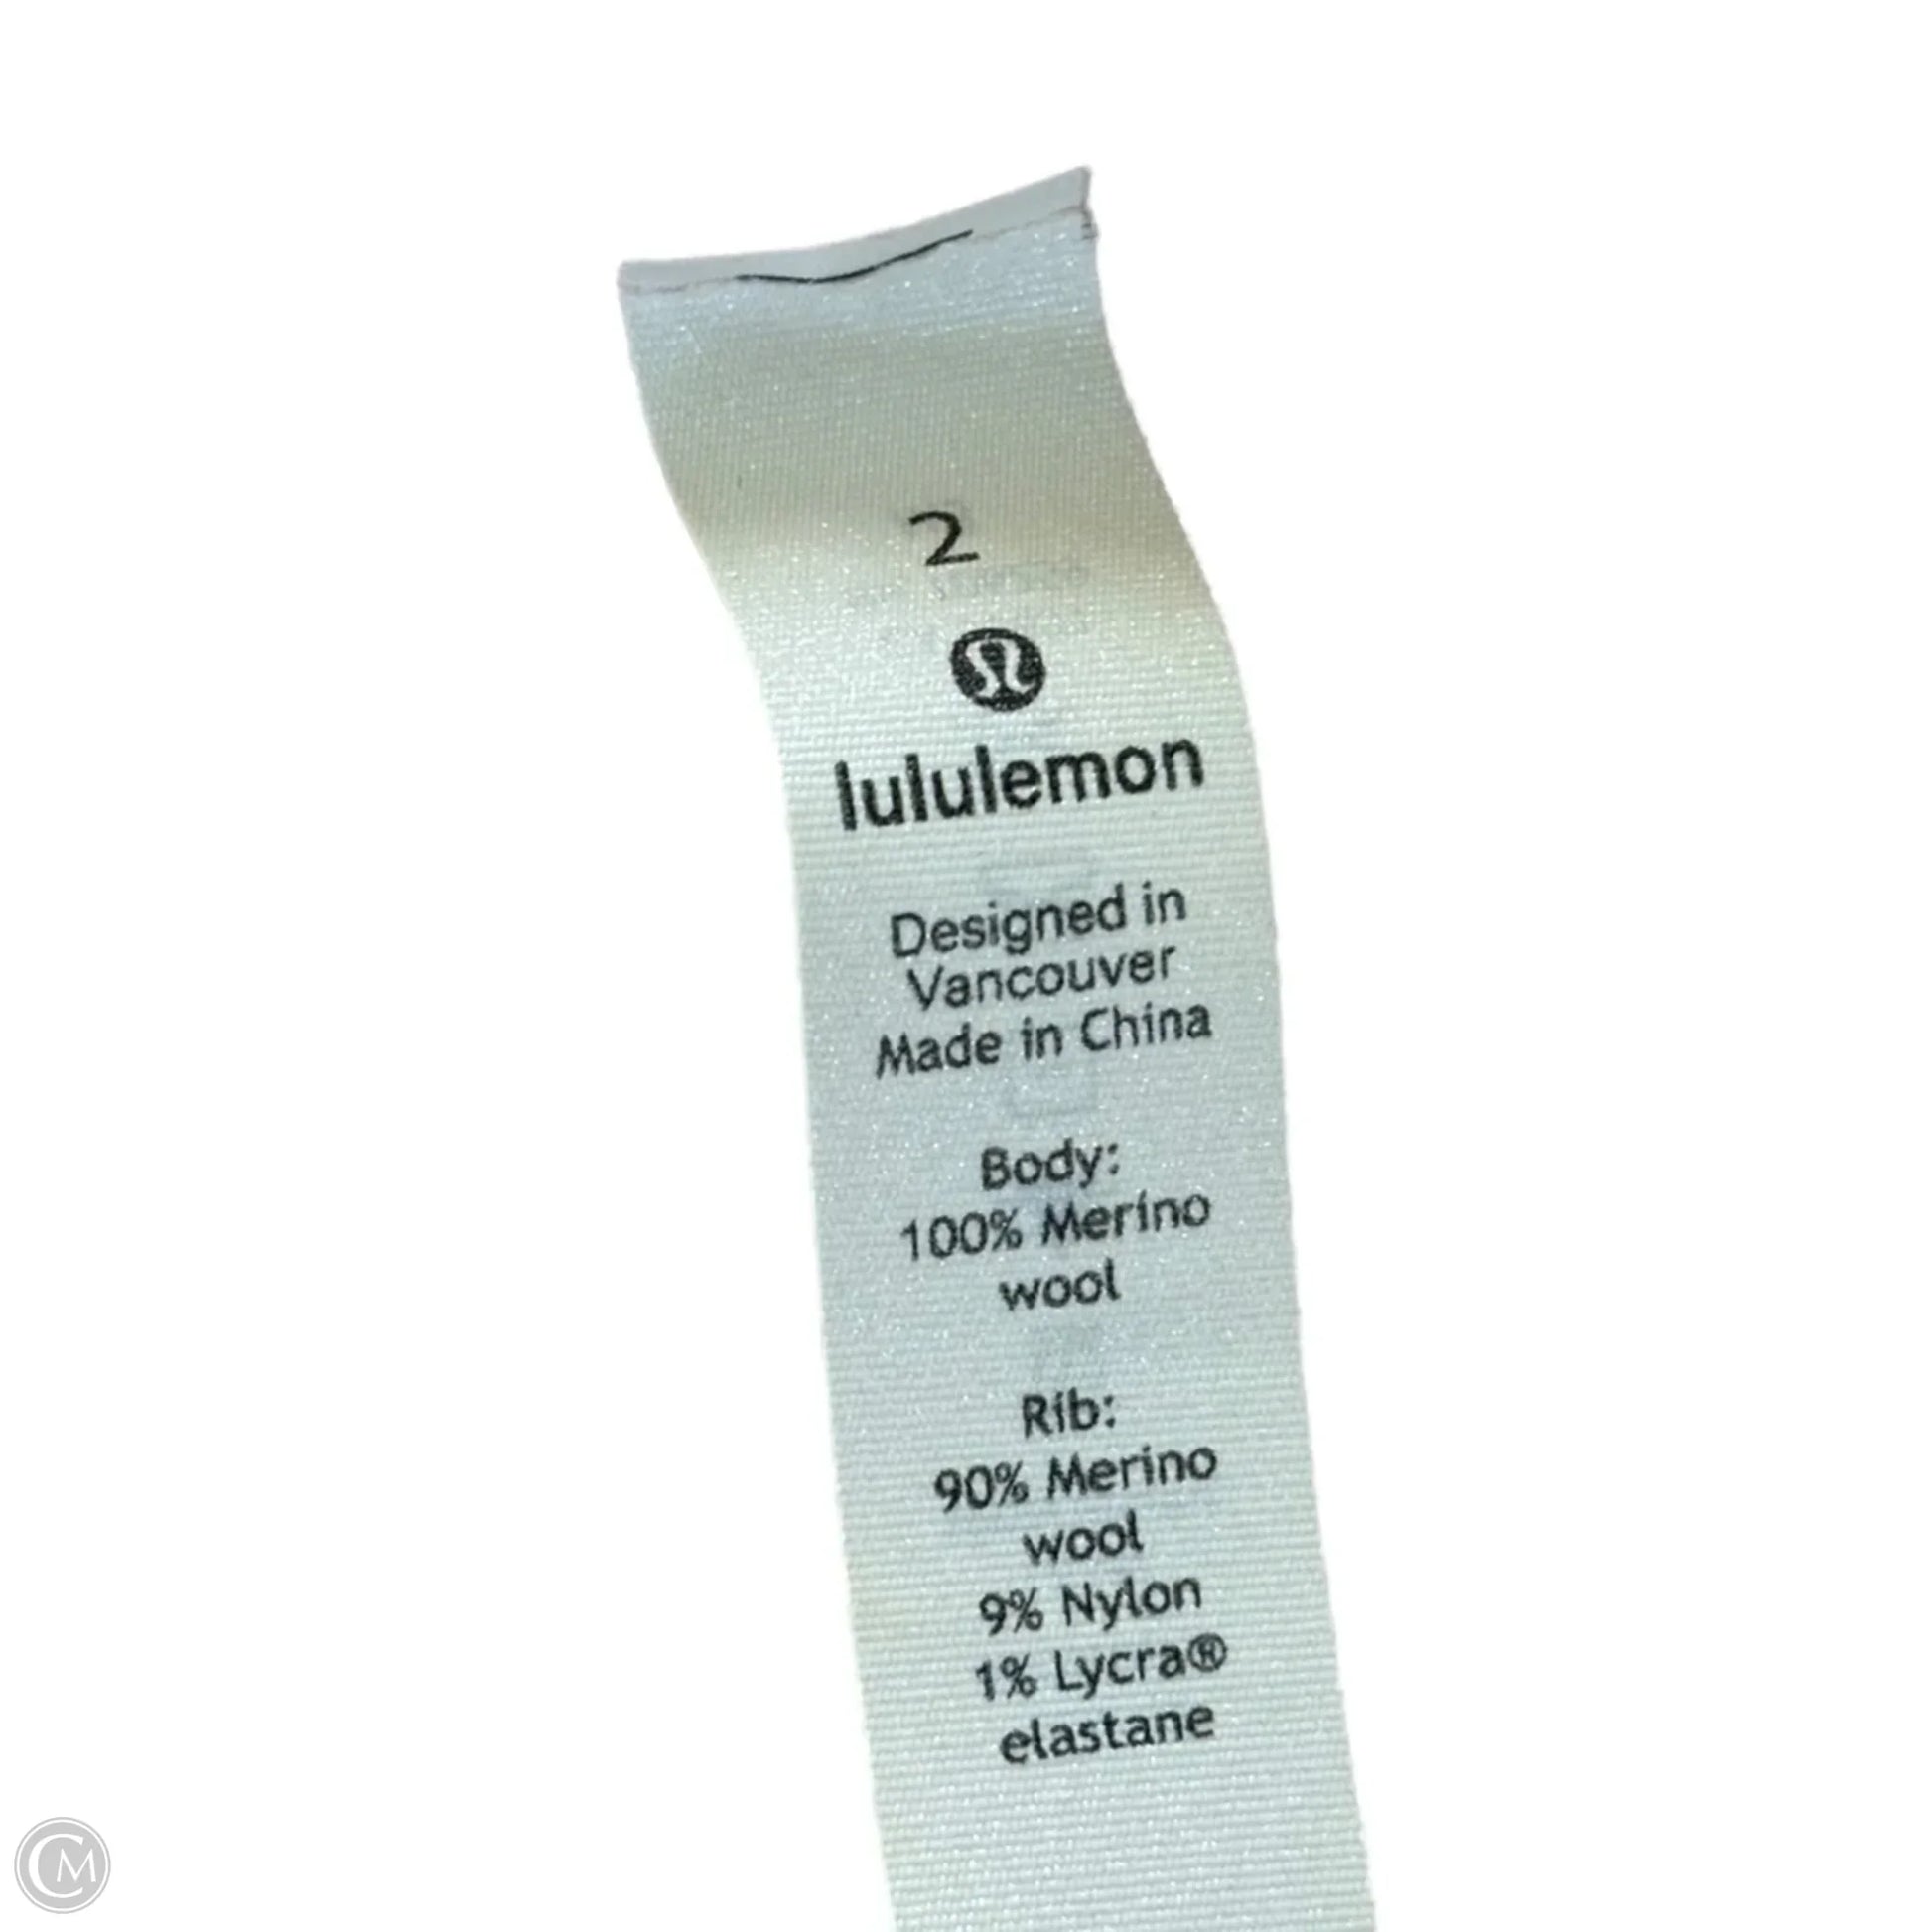 2
lululemon
Designed in
Vancouver
Made in China
Body:
100% Merino
wool
Rib:
90% Merino
wool
9% Nylon
1% Lycra®
elastane
CM